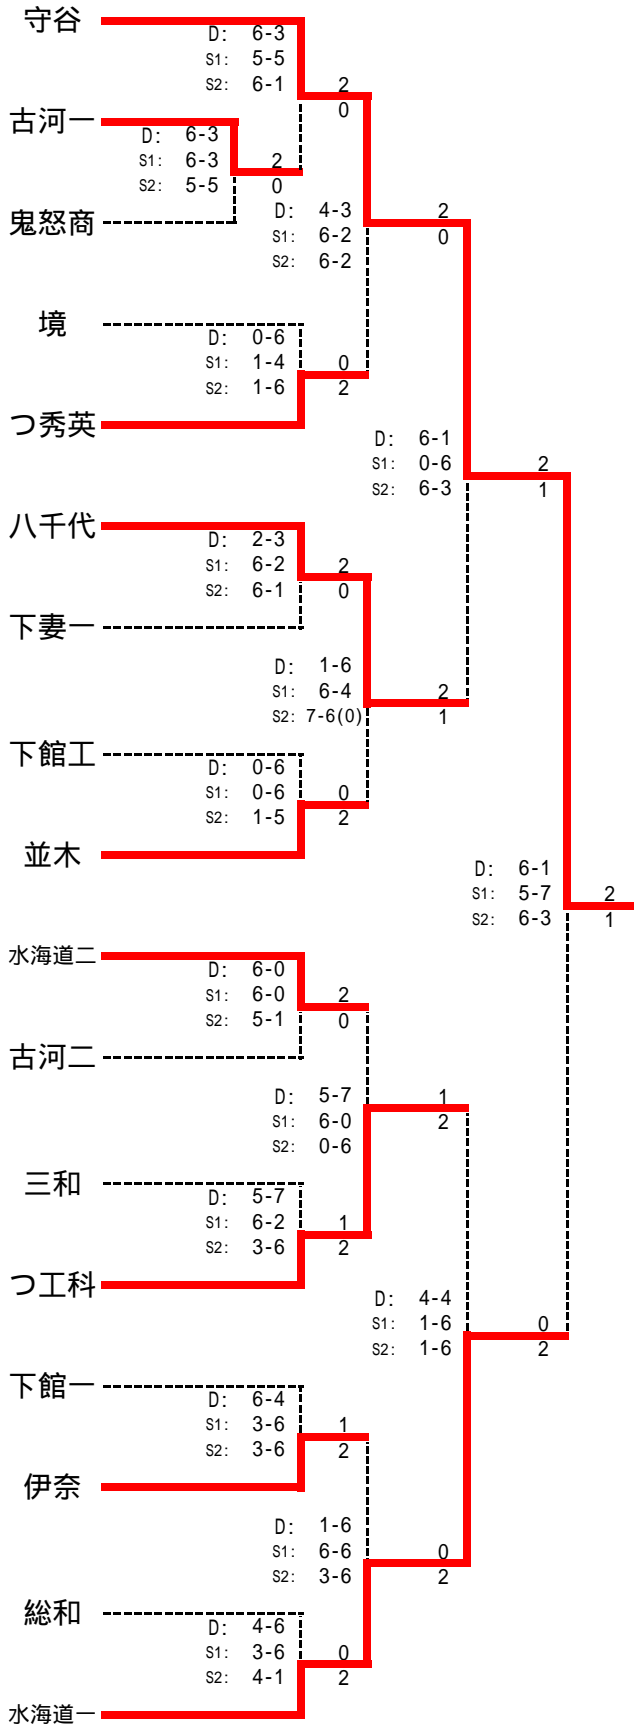 守谷
D: 6-3
S1: 5-5
S2: 6-1
2
0
古河一
D: 6-3
S1: 6-3
S2: 5-5
2
0
鬼怒商
D: 4-3
S1: 6-2
S2: 6-2
2
0
境
D: 0-6
S1: 1-4
S2: 1-6
0
2
つ秀英
D: 6-1
S1: 0-6
S2: 6-3
2
1
八千代
D: 2-3
S1: 6-2
S2: 6-1
2
0
下妻一
D: 1-6
S1: 6-4
S2: 7-6(0)
2
1
下館工
D: 0-6
S1: 0-6
S2: 1-5
0
2
並木
D: 6-1
S1: 5-7
S2: 6-3
2
1
水海道二
D: 6-0
S1: 6-0
S2: 5-1
2
0
古河二
D: 5-7
S1: 6-0
S2: 0-6
1
2
三和
D: 5-7
S1: 6-2
S2: 3-6
1
2
つ工科
D: 4-4
S1: 1-6
S2: 1-6
0
2
下館一
D: 6-4
S1: 3-6
S2: 3-6
1
2
伊奈
D: 1-6
S1: 6-6
S2: 3-6
0
2
総和
D: 4-6
S1: 3-6
S2: 4-1
0
2
水海道一